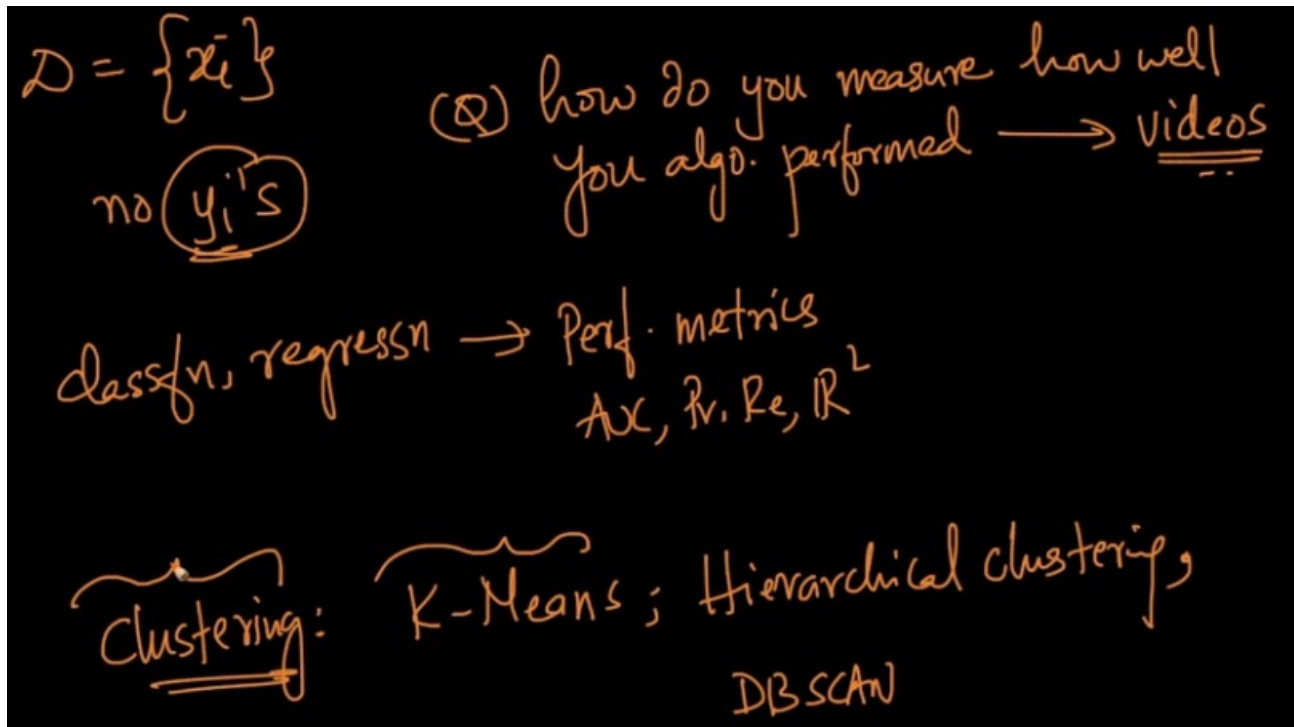 D = {xi}
(Q) how do you measure how well
you algo. performed → videos
no yi's
classfn, regressn → Perf. metrics
AUC, Pr. Re, R²
Clustering: K-Means; Hierarchical clustering,
DBSCAN